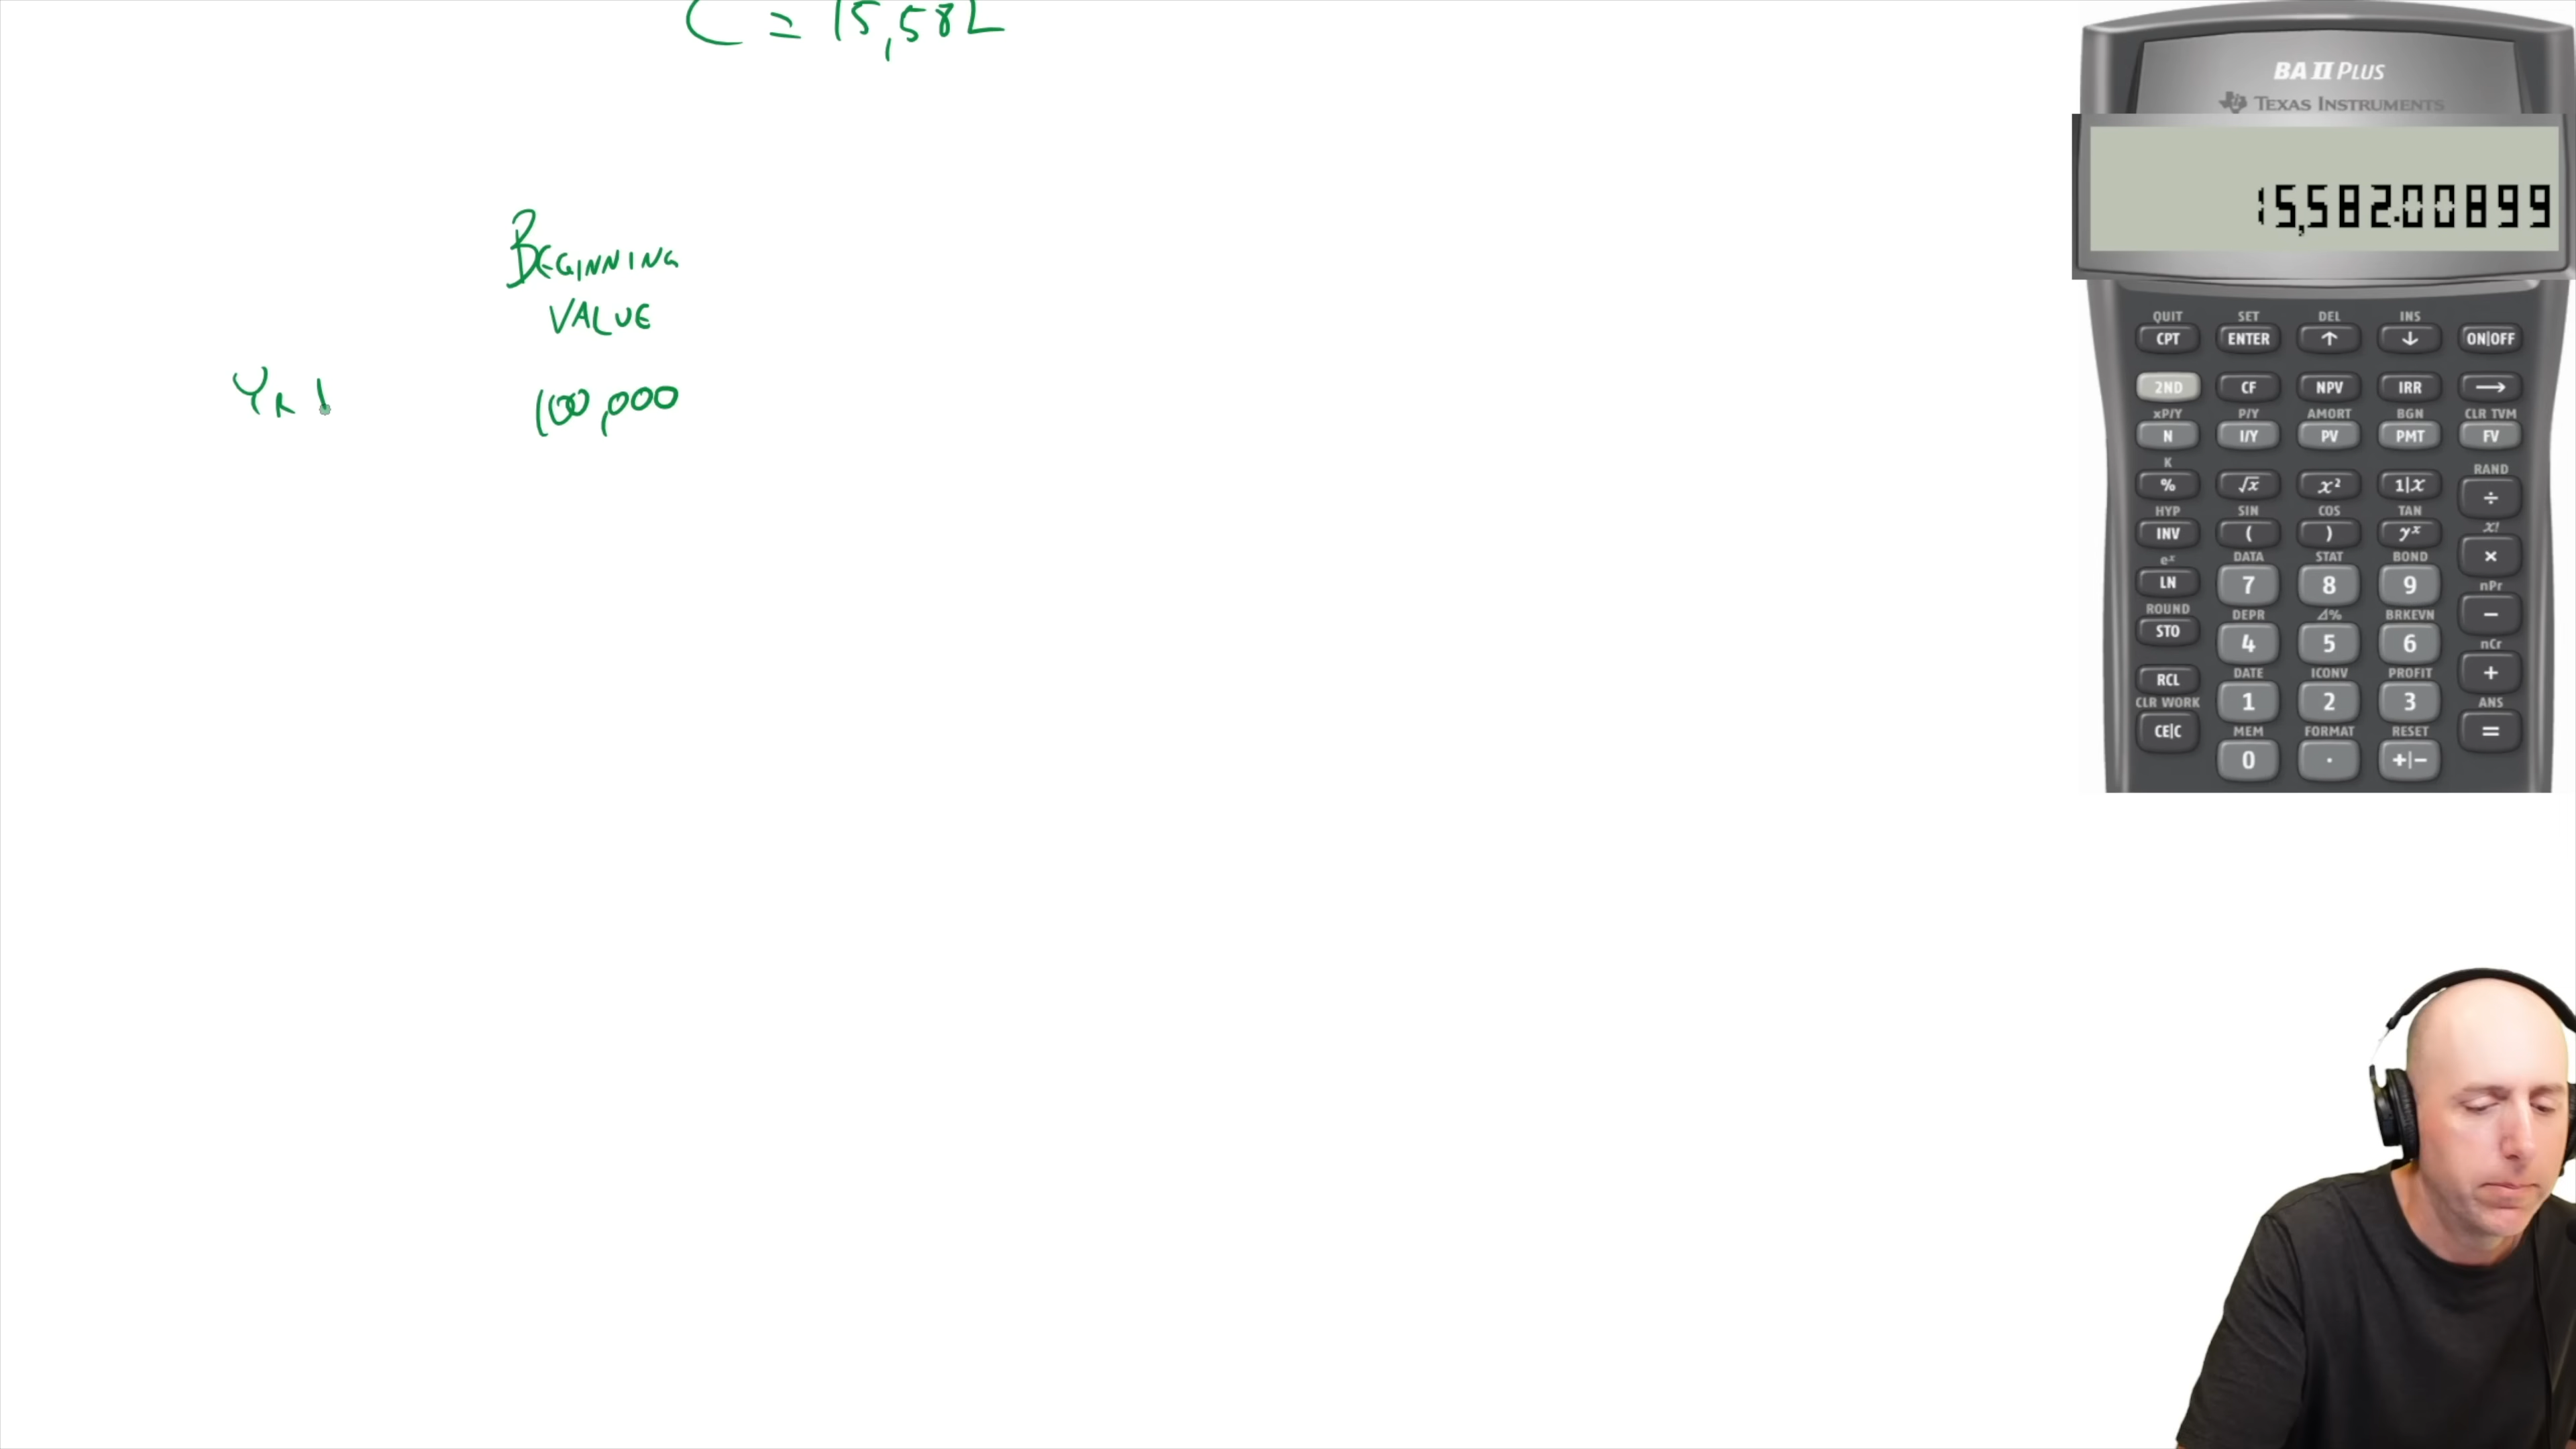 C = 15,582
BEGINNING
VALUE
YR 1 100,000
BA II PLUS
TEXAS INSTRUMENTS
15,582.00899
QUIT SET DEL INS
CPT ENTER ↑ ↓ ON|OFF
2ND CF NPV IRR →
xP/Y P/Y AMORT BGN CLR TVM
N I/Y PV PMT FV
K RAND
% √x x² 1|x ÷
HYP SIN COS TAN x!
INV ( ) yˣ ×
eˣ DATA STAT BOND nPr
LN 7 8 9 −
ROUND DEPR Δ% BRKEVN nCr
STO 4 5 6 +
DATE ICONV PROFIT
RCL 1 2 3
CLR WORK MEM FORMAT RESET ANS
CE|C 0 . +|− =